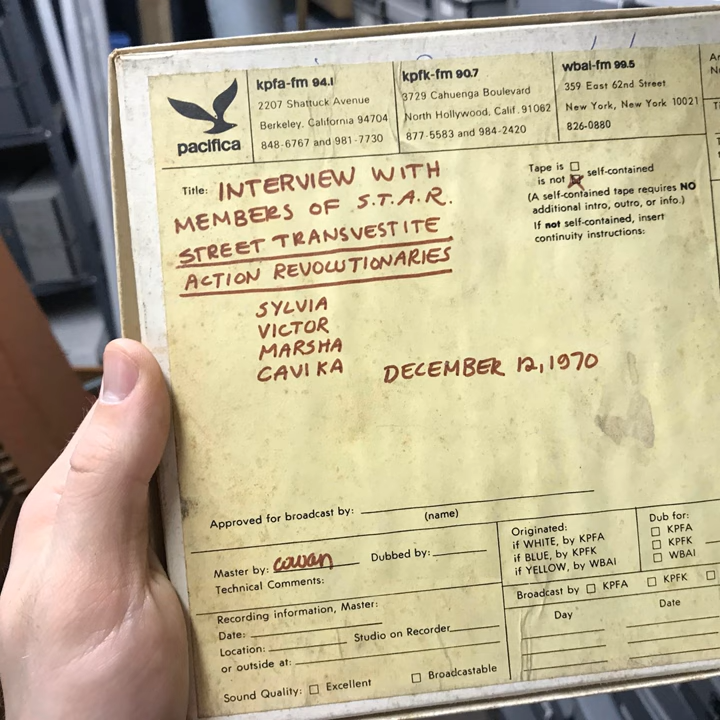 pacifica
kpfa-fm 94.1
2207 Shattuck Avenue
Berkeley, California 94704
848-6767 and 981-7730
kpfk-fm 90.7
3729 Cahuenga Boulevard
North Hollywood, Calif. 91062
877-5583 and 984-2420
wbai-fm 99.5
359 East 62nd Street
New York, New York 10021
826-0880
Title: INTERVIEW WITH
MEMBERS OF S.T.A.R.
STREET TRANSVESTITE
ACTION REVOLUTIONARIES
SYLVIA
VICTOR
MARSHA
CAVIKA
DECEMBER 12, 1970
Tape is
is not self-contained
(A self-contained tape requires NO
additional intro, outro, or info.)
If not self-contained, insert
continuity instructions:
Approved for broadcast by:
(name)
Master by: cowan Dubbed by:
Technical Comments:
Recording information, Master:
Date:
Location: Studio on Recorder
or outside at:
Sound Quality: Excellent Broadcastable
Originated:
if WHITE, by KPFA
if BLUE, by KPFK
if YELLOW, by WBAI
Dub for:
KPFA
KPFK
WBAI
Broadcast by KPFA KPFK
Day Date